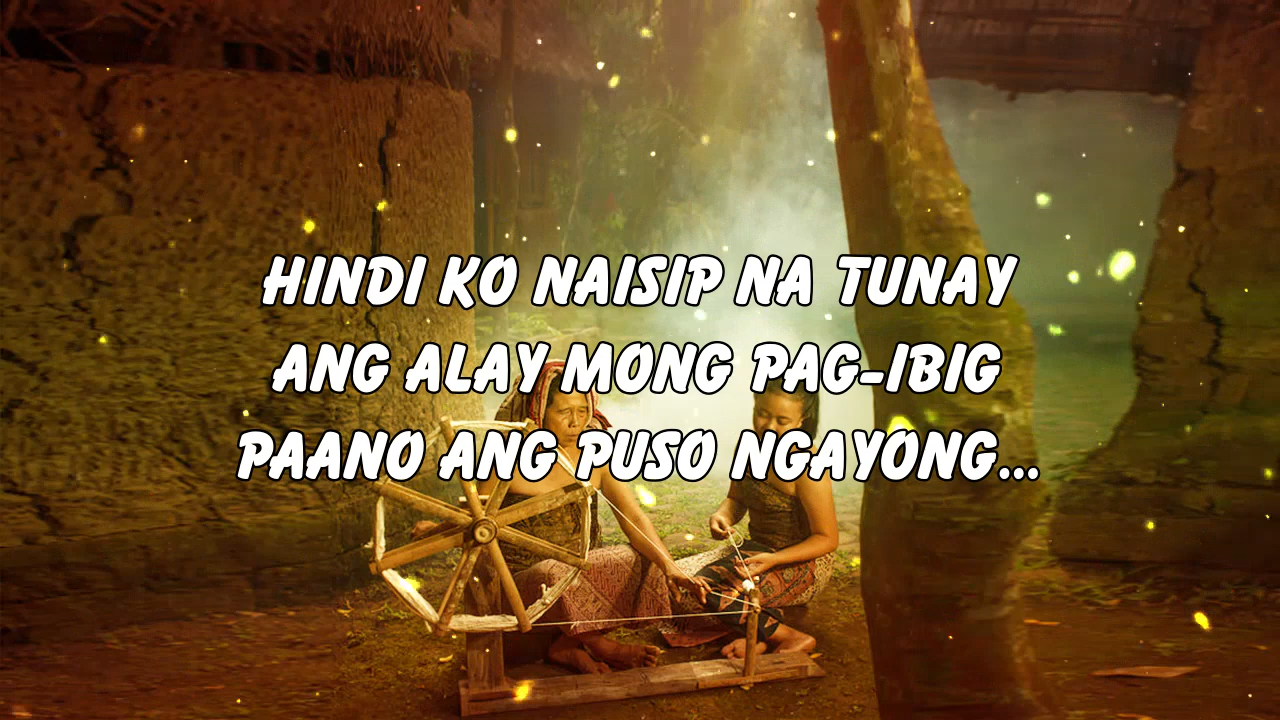 HINDI KO NAISIP NA TUNAY
ANG ALAY MONG PAG-IBIG
PAANO ANG PUSO NGAYONG...